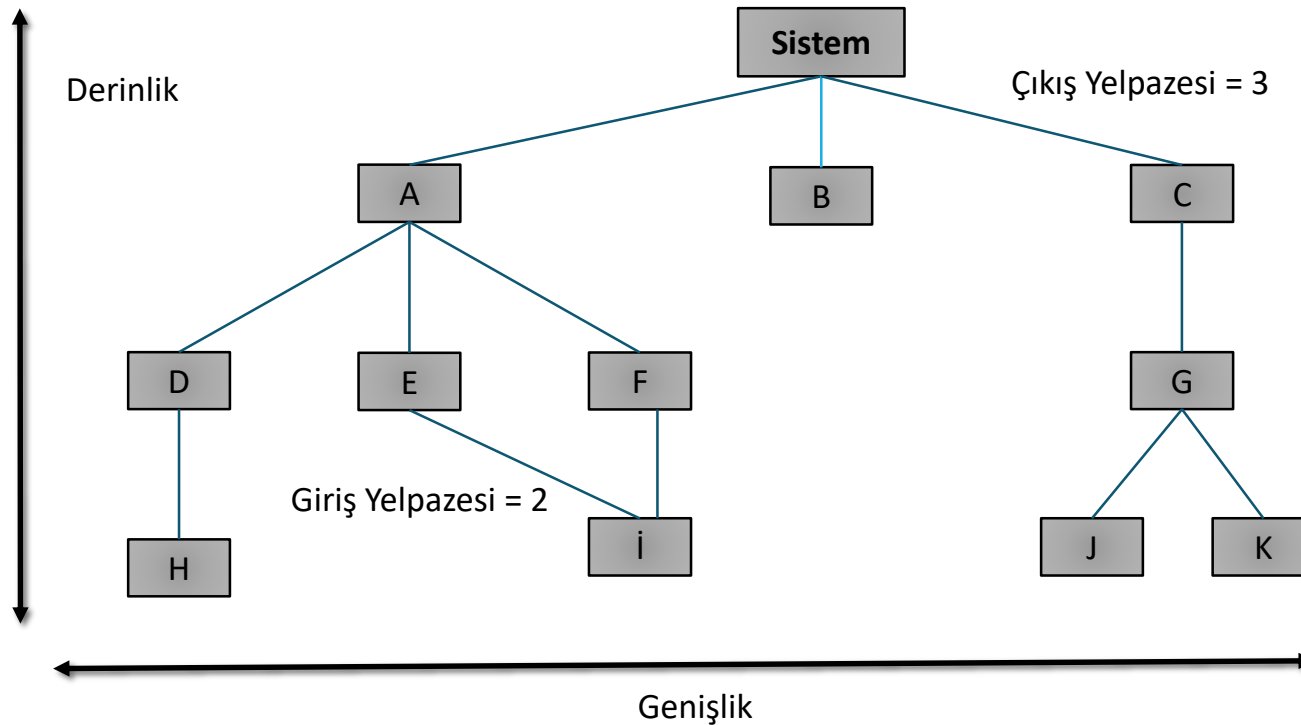 Sistem
Derinlik
Çıkış Yelpazesi = 3
A
B
C
D
E
F
G
Giriş Yelpazesi = 2
H
İ
J
K
Genişlik